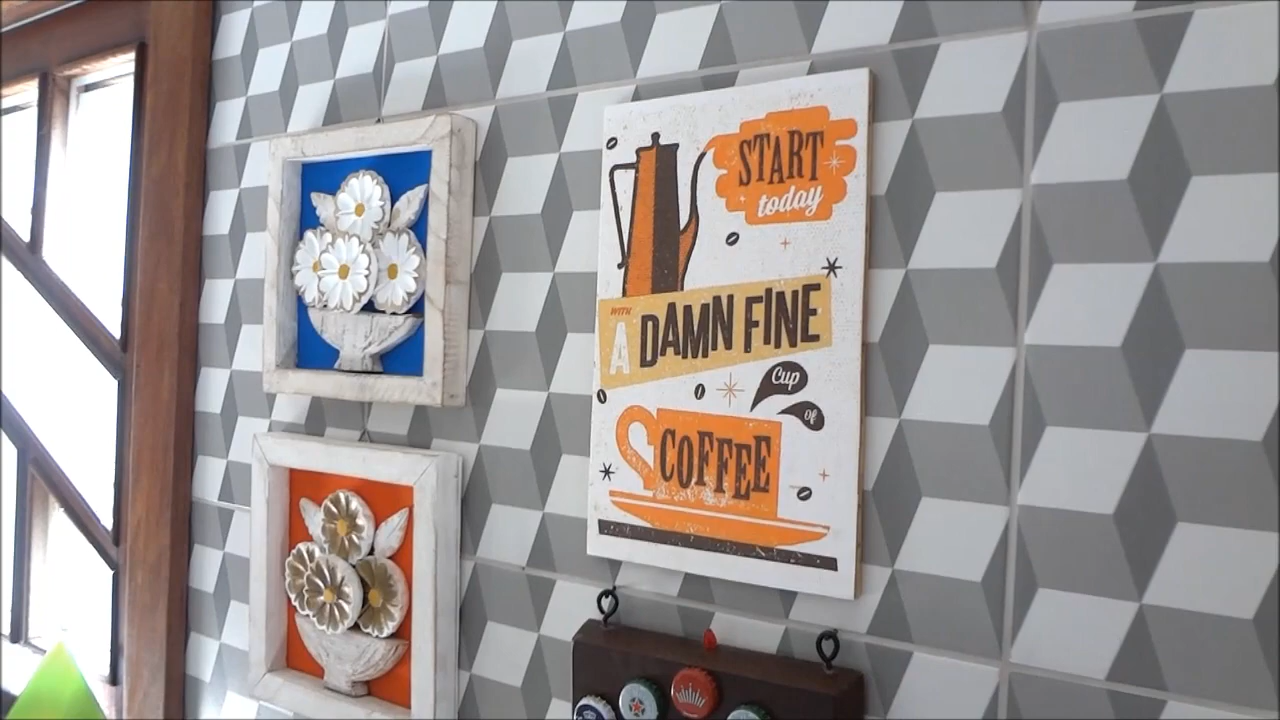 START
today
WITH
A DAMN FINE
Cup
OF
COFFEE